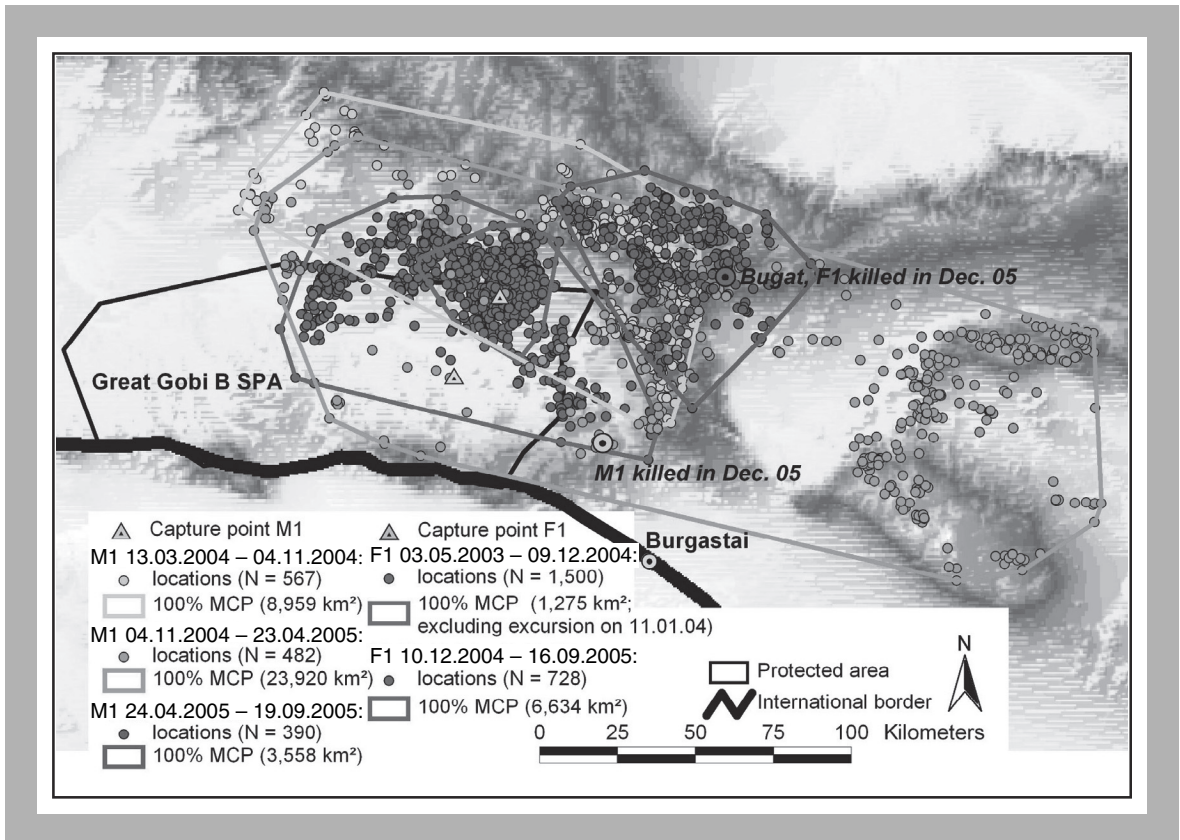 Bugat, F1 killed in Dec. 05
Great Gobi B SPA
M1 killed in Dec. 05
Burgastai
Capture point M1
M1 13.03.2004 – 04.11.2004:
locations (N = 567)
100% MCP (8,959 km²)
M1 04.11.2004 – 23.04.2005:
locations (N = 482)
100% MCP (23,920 km²)
M1 24.04.2005 – 19.09.2005:
locations (N = 390)
100% MCP (3,558 km²)
Capture point F1
F1 03.05.2003 – 09.12.2004:
locations (N = 1,500)
100% MCP (1,275 km²;
excluding excursion on 11.01.04)
F1 10.12.2004 – 16.09.2005:
locations (N = 728)
100% MCP (6,634 km²)
Protected area
International border
N
0 25 50 75 100 Kilometers